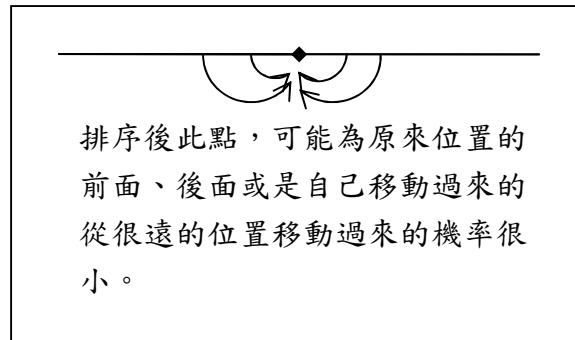 排序後此點，可能為原來位置的
前面、後面或是自己移動過來的
從很遠的位置移動過來的機率很
小。